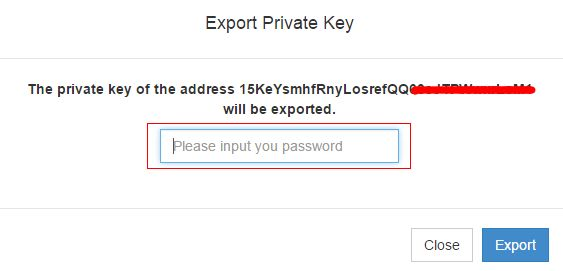 Export Private Key
The private key of the address 15KeYsmhfRnyLosrefQQ
will be exported.
Please input you password
Close
Export